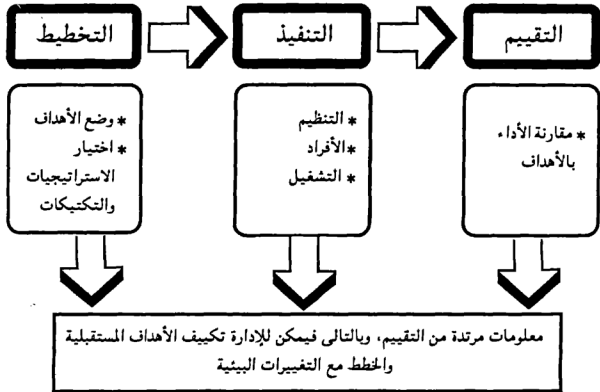 التخطيط
التنفيذ
التقييم
* وضع الأهداف
* اختيار
الاستراتيجيات
والتكتيكات
* التنظيم
* الأفراد
* التشغيل
* مقارنة الأداء
بالأهداف
معلومات مرتدة من التقييم، وبالتالى فيمكن للإدارة تكييف الأهداف المستقبلية
والخطط مع التغييرات البيئية